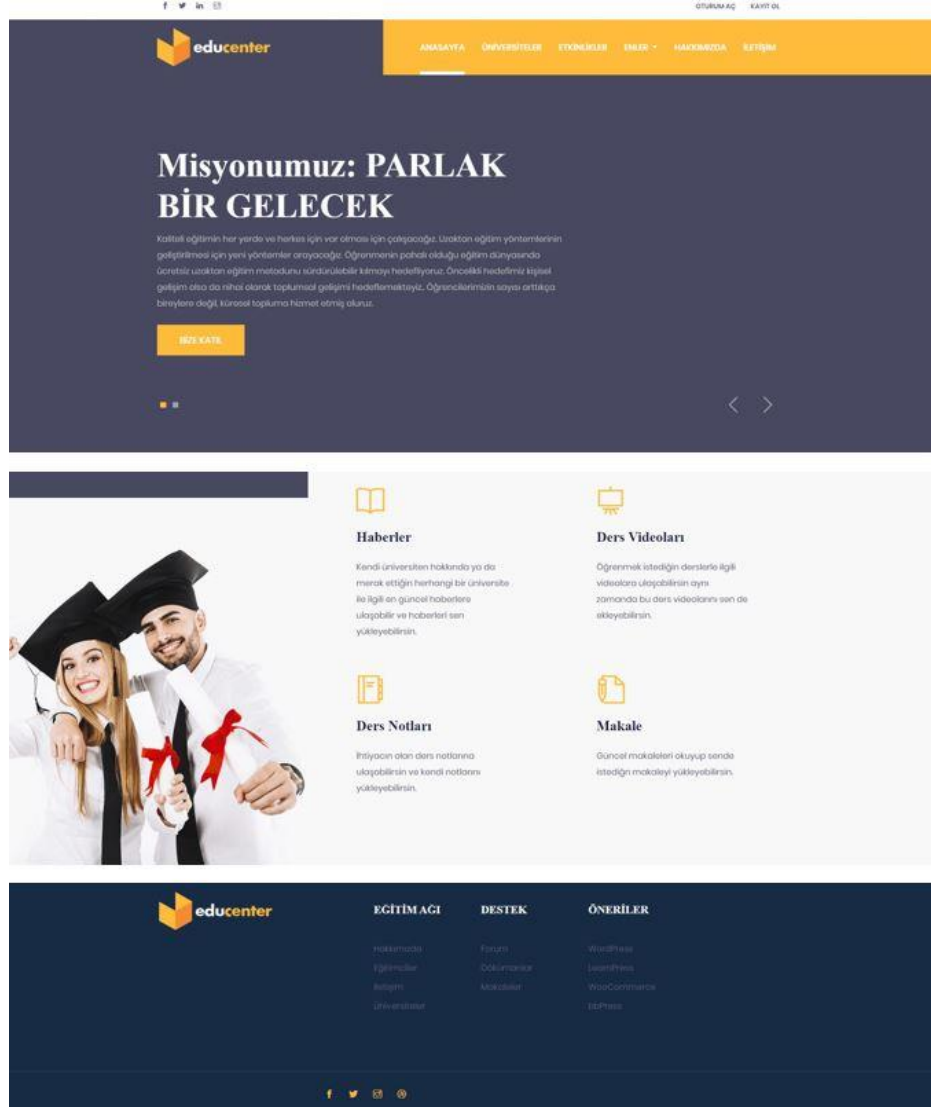 OTURUM AÇ KAYIT OL
educenter
ANASAYFA ÜNİVERSİTELER ETKİNLİKLER HAKKIMIZDA İLETİŞİM
Misyonumuz: PARLAK
BİR GELECEK
Kaliteli eğitimin her yerde ve herkes için var olması için çalışacağız. Uzaktan eğitim yöntemlerinin
geliştirilmesi için yeni yöntemler arayacağız. Öğrenmenin pahalı olduğu eğitim dünyasında
ücretsiz uzaktan eğitim metodunu sürdürülebilir kılmayı hedefliyoruz. Öncelikli hedefimiz kişisel
gelişim olsa da nihai olarak toplumsal gelişimi hedeflemekteyiz. Öğrencilerimizin sayısı arttıkça
bireylere değil, küresel topluma hizmet etmiş oluruz.
BİZE KATIL
Haberler
Kendi üniversiten hakkında ya da
merak ettiğin herhangi bir üniversite
ile ilgili en güncel haberlere
ulaşabilir ve haberleri sen
yükleyebilirsin.
Ders Videoları
Öğrenmek istediğin derslerle ilgili
videolara ulaşabilirsin aynı
zamanda bu ders videolarını sen de
ekleyebilirsin.
Ders Notları
İhtiyacın olan ders notlarına
ulaşabilirsin ve kendi notlarını
yükleyebilirsin.
Makale
Güncel makaleleri okuyup sende
istediğn makaleyi yükleyebilirsin.
educenter
EĞİTİM AĞI
Hakkımızda
Eğitimciler
İletişim
Üniversiteler
DESTEK
Forum
Dökümanlar
Makaleler
ÖNERİLER
WordPress
LearnPress
WooCommerce
bbPress